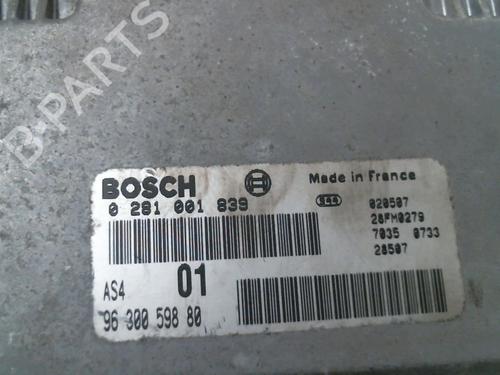 B-PARTS
BOSCH
Made in France
0 281 001 839
844
020507
28FM0279
7035 0733
28507
AS4
01
96 300 598 80